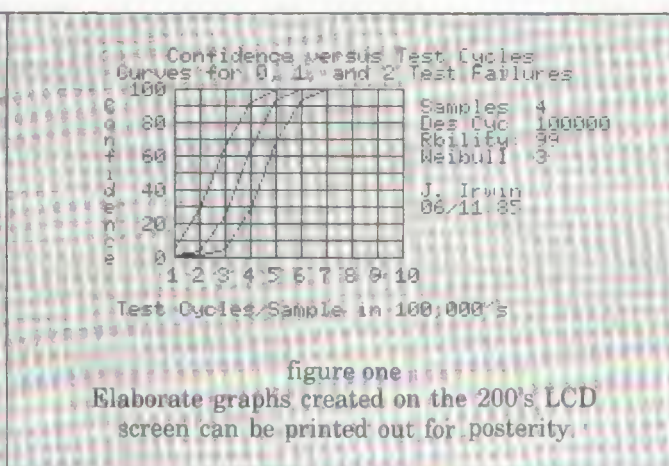 Confidence versus Test Cycles
Curves for 0, 1, and 2 Test Failures
Confidence
100
80
60
40
20
0
1 2 3 4 5 6 7 8 9 10
Test Cycles/Sample in 100,000's
Samples 4
Des Cyc 100000
Rbility 99
Weibull 3
J. Irwin
06/11/85
figure one
Elaborate graphs created on the 200's LCD
screen can be printed out for posterity.